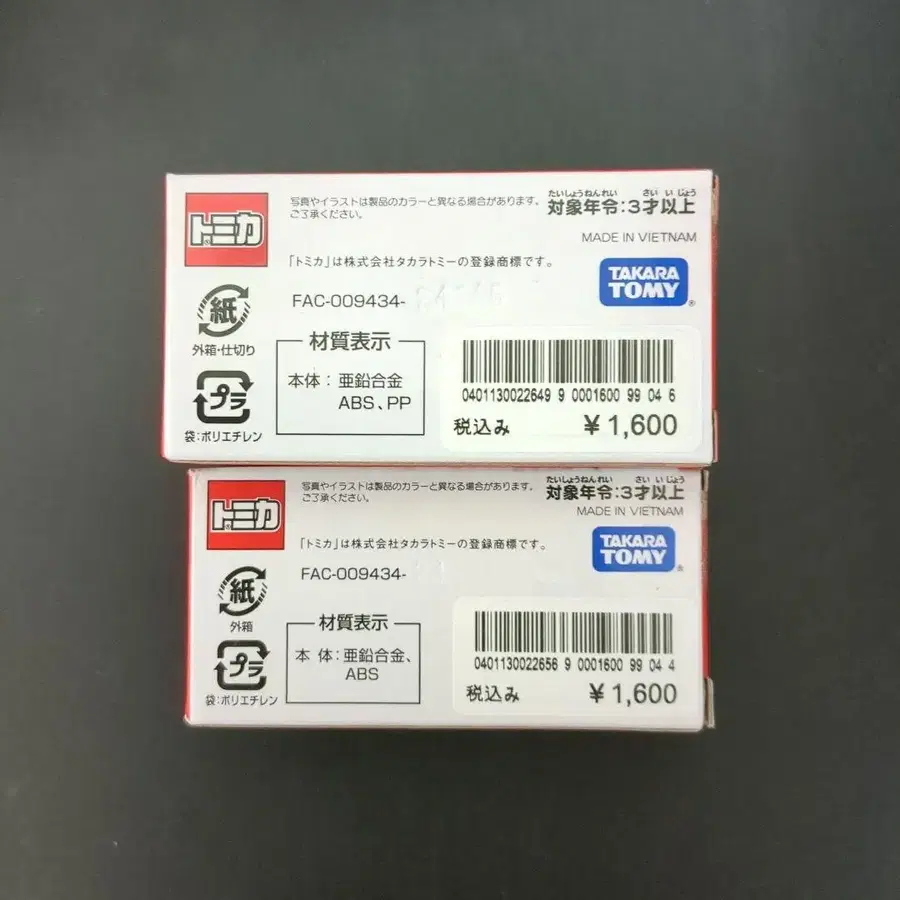 トミカ
®
写真やイラストは製品のカラーと異なる場合があります。
ご了承ください。
たいしょうねんれい さいいじょう
対象年令:3才以上
MADE IN VIETNAM
「トミカ」は株式会社タカラトミーの登録商標です。
TAKARA
TOMY
®
FAC-009434-
紙
外箱・仕切り
プラ
袋:ポリエチレン
材質表示
本体:亜鉛合金
ABS、PP
0401130022649 9 0001600 99 04 6
税込み ¥1,600
トミカ
®
写真やイラストは製品のカラーと異なる場合があります。
ご了承ください。
たいしょうねんれい さいいじょう
対象年令:3才以上
MADE IN VIETNAM
「トミカ」は株式会社タカラトミーの登録商標です。
TAKARA
TOMY
®
FAC-009434-
紙
外箱
プラ
袋:ポリエチレン
材質表示
本 体:亜鉛合金、
ABS
0401130022656 9 0001600 99 04 4
税込み ¥1,600